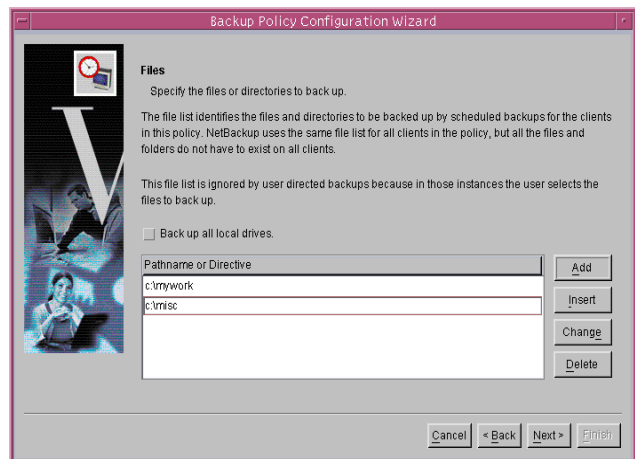 Backup Policy Configuration Wizard
Files
Specify the files or directories to back up.
The file list identifies the files and directories to be backed up by scheduled backups for the clients
in this policy. NetBackup uses the same file list for all clients in the policy, but all the files and
folders do not have to exist on all clients.
This file list is ignored by user directed backups because in those instances the user selects the
files to back up.
Back up all local drives.
Pathname or Directive
c:\mywork
c:\misc
Add
Insert
Change
Delete
Cancel
< Back
Next >
Finish